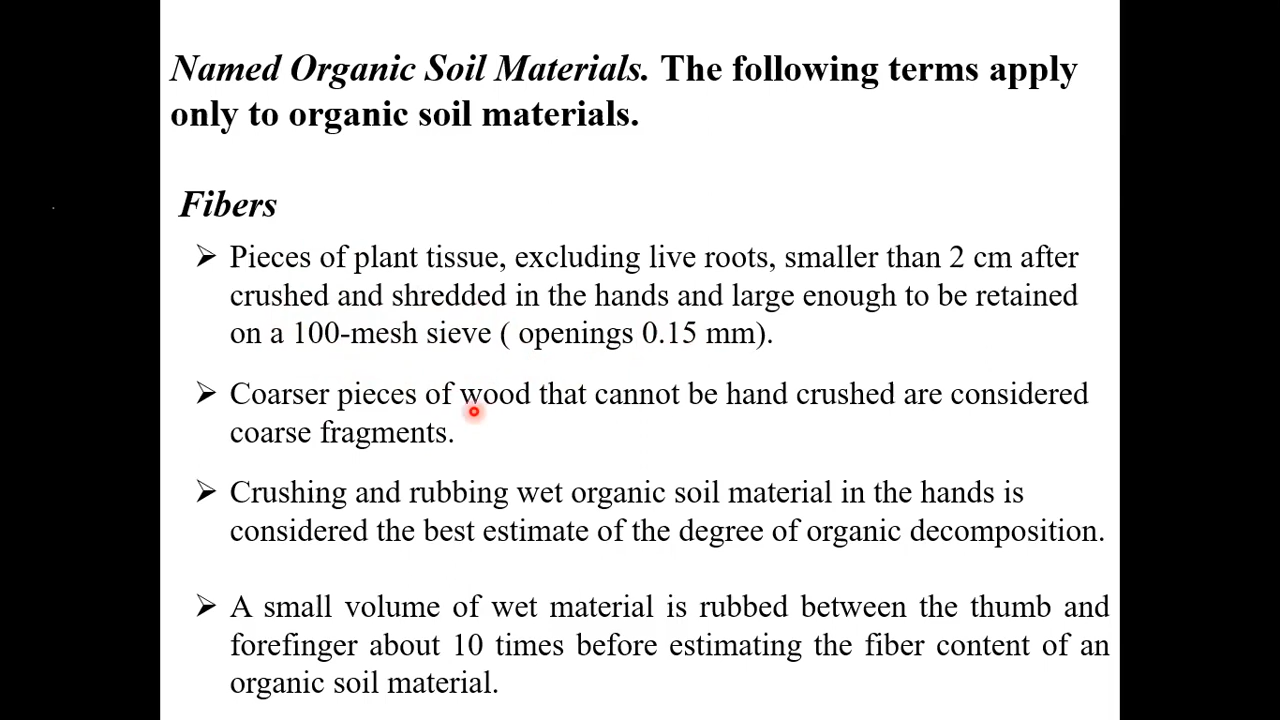 Named Organic Soil Materials. The following terms apply
only to organic soil materials.
Fibers
➢ Pieces of plant tissue, excluding live roots, smaller than 2 cm after
crushed and shredded in the hands and large enough to be retained
on a 100-mesh sieve ( openings 0.15 mm).
➢ Coarser pieces of wood that cannot be hand crushed are considered
coarse fragments.
➢ Crushing and rubbing wet organic soil material in the hands is
considered the best estimate of the degree of organic decomposition.
➢ A small volume of wet material is rubbed between the thumb and
forefinger about 10 times before estimating the fiber content of an
organic soil material.